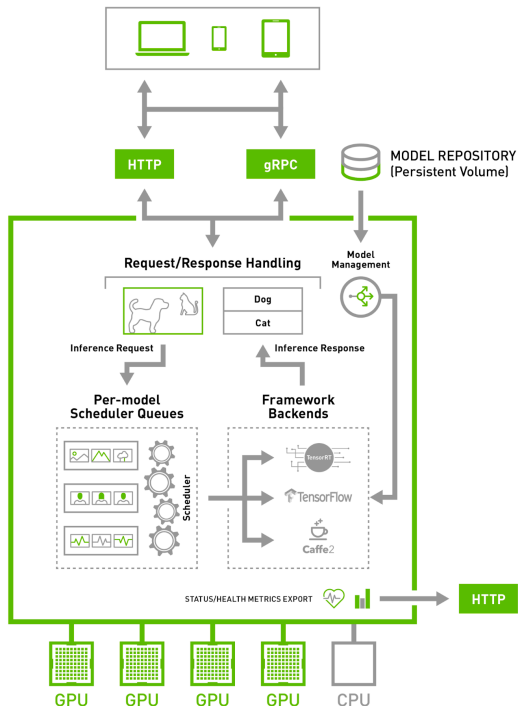 HTTP
gRPC
MODEL REPOSITORY
(Persistent Volume)
Request/Response Handling
Model
Management
Dog
Cat
Inference Request
Inference Response
Per-model
Scheduler Queues
Framework
Backends
Scheduler
TensorRT
TensorFlow
Caffe2
STATUS/HEALTH METRICS EXPORT
HTTP
GPU
GPU
GPU
GPU
CPU